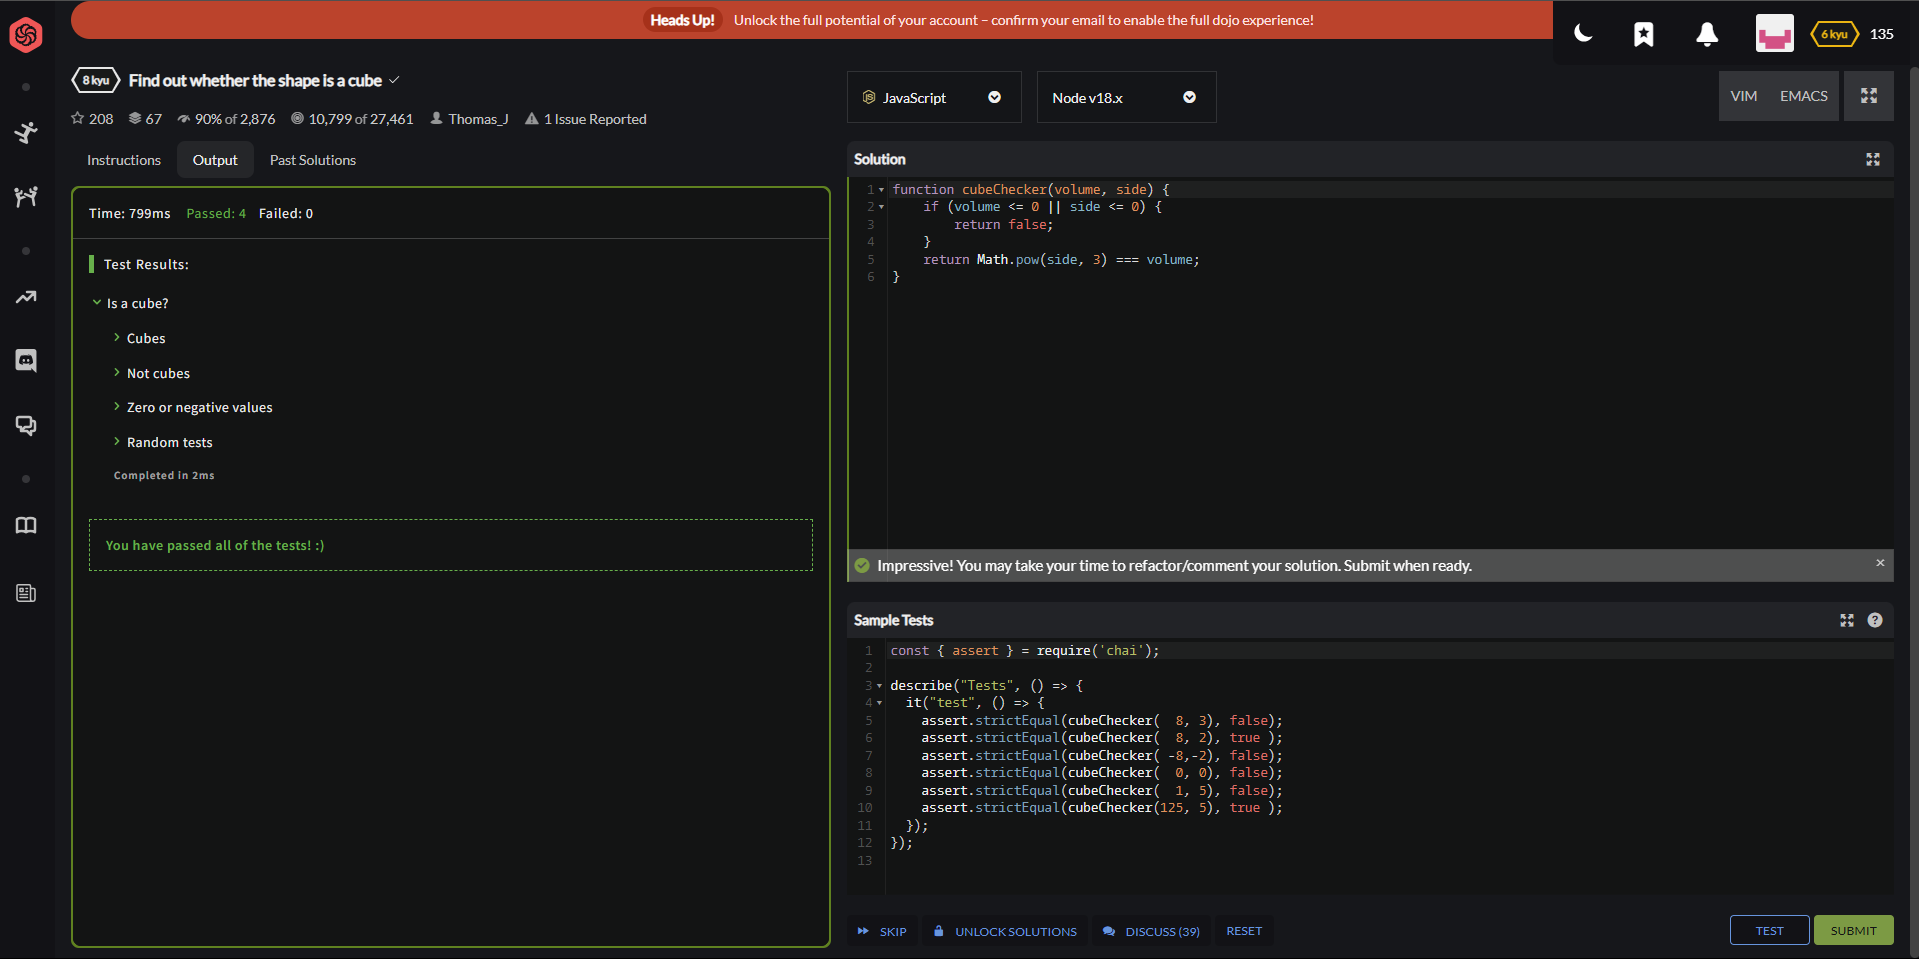 Heads Up! Unlock the full potential of your account – confirm your email to enable the full dojo experience!
6 kyu 135
8 kyu Find out whether the shape is a cube
208 67 90% of 2,876 10,799 of 27,461 Thomas_J 1 Issue Reported
Instructions Output Past Solutions
Time: 799ms Passed: 4 Failed: 0
Test Results:
Is a cube?
Cubes
Not cubes
Zero or negative values
Random tests
Completed in 2ms
You have passed all of the tests! :)
JavaScript Node v18.x VIM EMACS
Solution
1 function cubeChecker(volume, side) {
2 if (volume <= 0 || side <= 0) {
3 return false;
4 }
5 return Math.pow(side, 3) === volume;
6 }
Impressive! You may take your time to refactor/comment your solution. Submit when ready. ×
Sample Tests ?
1 const { assert } = require('chai');
2
3 describe("Tests", () => {
4 it("test", () => {
5 assert.strictEqual(cubeChecker(  8, 3), false);
6 assert.strictEqual(cubeChecker(  8, 2), true );
7 assert.strictEqual(cubeChecker( -8,-2), false);
8 assert.strictEqual(cubeChecker(  0, 0), false);
9 assert.strictEqual(cubeChecker(  1, 5), false);
10 assert.strictEqual(cubeChecker(125, 5), true );
11 });
12 });
13
SKIP UNLOCK SOLUTIONS DISCUSS (39) RESET TEST SUBMIT